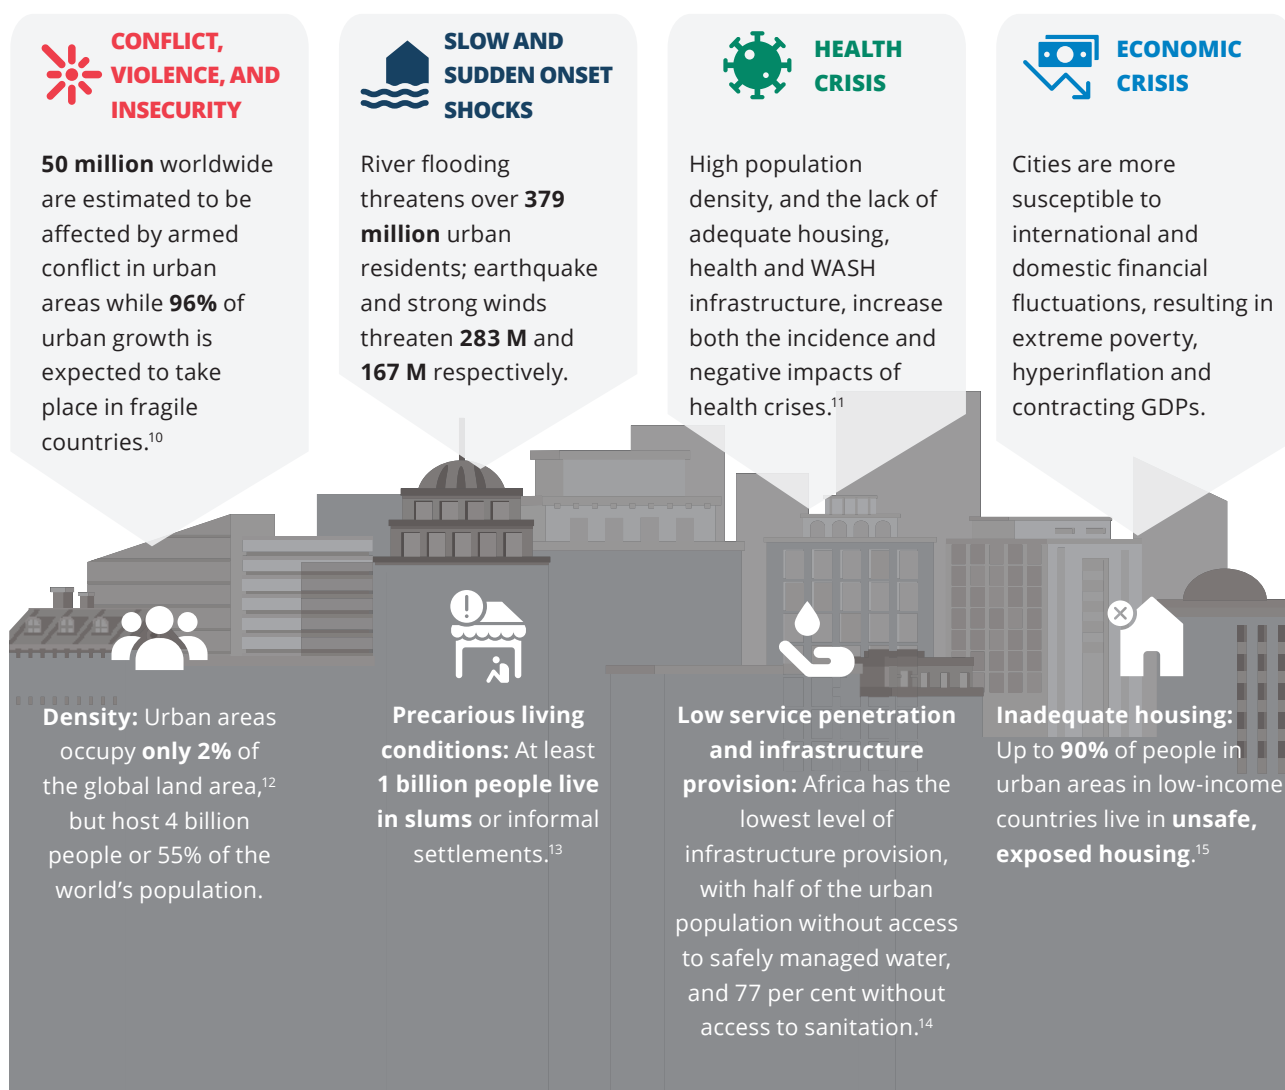 CONFLICT,
VIOLENCE, AND
INSECURITY
50 million worldwide
are estimated to be
affected by armed
conflict in urban
areas while 96% of
urban growth is
expected to take
place in fragile
countries.10
SLOW AND
SUDDEN ONSET
SHOCKS
River flooding
threatens over 379
million urban
residents; earthquake
and strong winds
threaten 283 M and
167 M respectively.
HEALTH
CRISIS
High population
density, and the lack of
adequate housing,
health and WASH
infrastructure, increase
both the incidence and
negative impacts of
health crises.11
ECONOMIC
CRISIS
Cities are more
susceptible to
international and
domestic financial
fluctuations, resulting in
extreme poverty,
hyperinflation and
contracting GDPs.
Density: Urban areas
occupy only 2% of
the global land area,12
but host 4 billion
people or 55% of the
world's population.
Precarious living
conditions: At least
1 billion people live
in slums or informal
settlements.13
Low service penetration
and infrastructure
provision: Africa has the
lowest level of
infrastructure provision,
with half of the urban
population without access
to safely managed water,
and 77 per cent without
access to sanitation.14
Inadequate housing:
Up to 90% of people in
urban areas in low-income
countries live in unsafe,
exposed housing.15